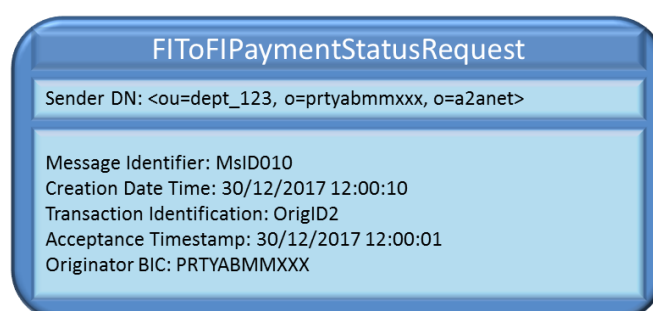 FIToFIPaymentStatusRequest
Sender DN: <ou=dept_123, o=prtyabmmxxx, o=a2anet>
Message Identifier: MsID010
Creation Date Time: 30/12/2017 12:00:10
Transaction Identification: OrigID2
Acceptance Timestamp: 30/12/2017 12:00:01
Originator BIC: PRTYABMMXXX